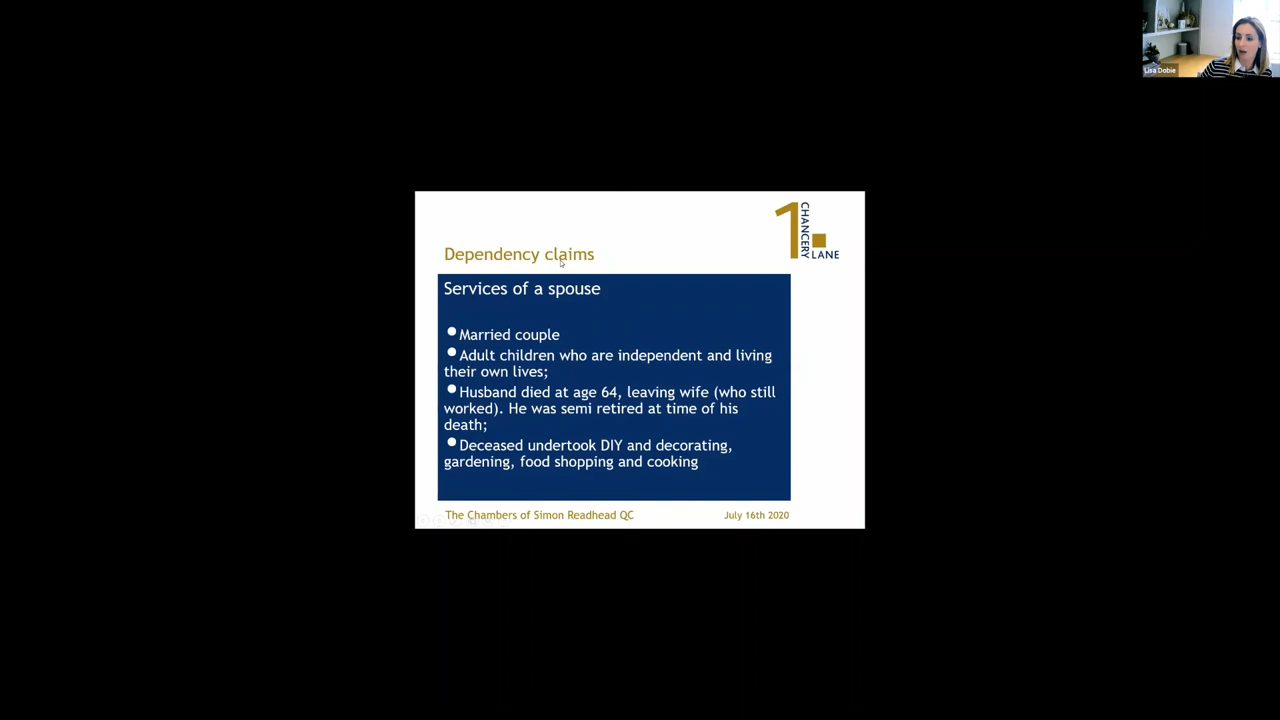 Lisa Dobie
1 CHANCERY LANE
Dependency claims
Services of a spouse
●Married couple
●Adult children who are independent and living
their own lives;
●Husband died at age 64, leaving wife (who still
worked). He was semi retired at time of his
death;
●Deceased undertook DIY and decorating,
gardening, food shopping and cooking
The Chambers of Simon Readhead QC
July 16th 2020